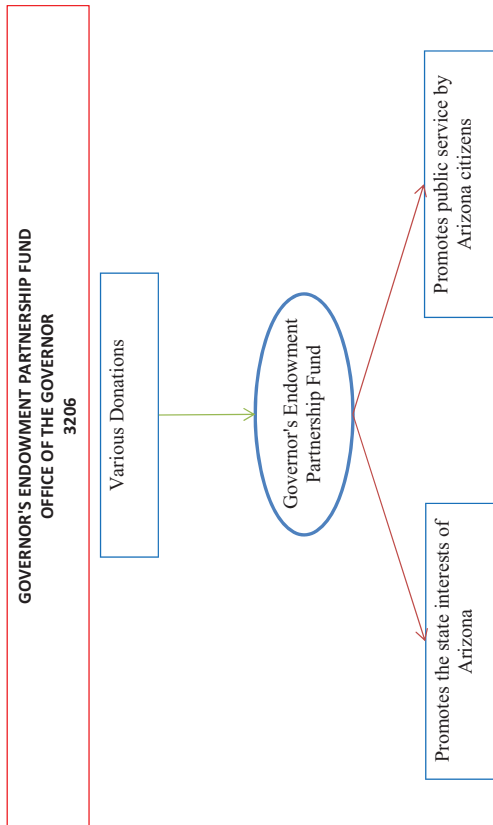 GOVERNOR'S ENDOWMENT PARTNERSHIP FUND
OFFICE OF THE GOVERNOR
3206
Various Donations
Governor's Endowment
Partnership Fund
Promotes the state interests of
Arizona
Promotes public service by
Arizona citizens